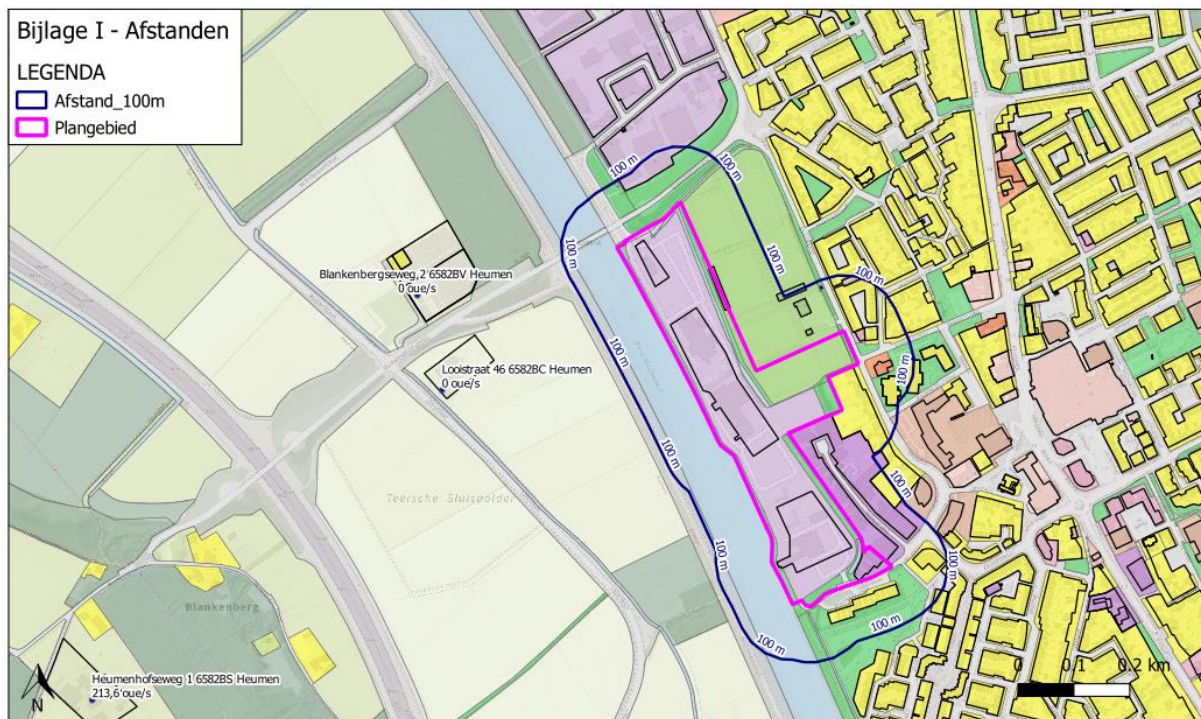 Bijlage I - Afstanden
LEGENDA
Afstand_100m
Plangebied
100 m
100 m
100 m
100 m
100 m
100 m
100 m
100 m
100 m
100 m
100 m
100 m
Blankenbergseweg,2 6582BV Heumen
0 oue/s
Looistraat 46 6582BC Heumen
0 oue/s
Teersche Sluispolder
Blankenberg
Heumenhofseweg 1 6582BS Heumen
213,6 oue/s
N
0 0.1 0.2 km